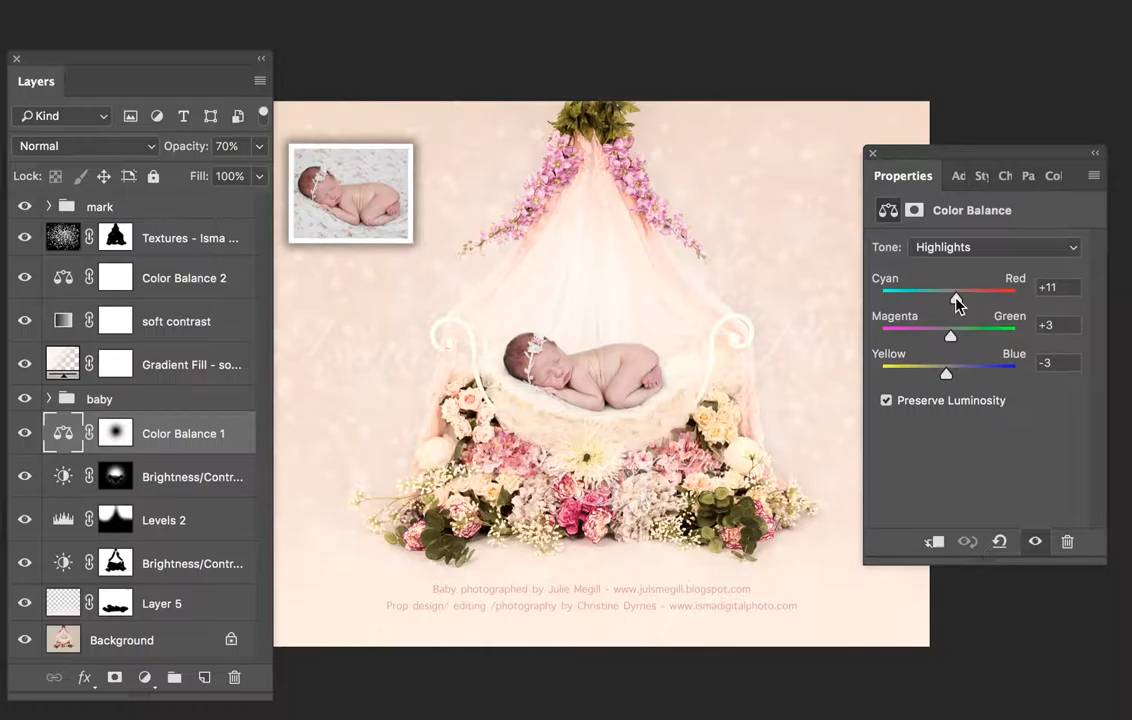 Layers
Kind
Normal Opacity: 70%
Lock: Fill: 100%
mark
Textures - Isma ...
Color Balance 2
soft contrast
Gradient Fill - so...
baby
Color Balance 1
Brightness/Contr...
Levels 2
Brightness/Contr...
Layer 5
Background
fx
Baby photographed by Julie Megill - www.julsmegill.blogspot.com
Prop design/ editing /photography by Christine Dyrnes - www.ismadigitalphoto.com
Properties Ad Sty Ch Pa Col
Color Balance
Tone: Highlights
Cyan Red +11
Magenta Green +3
Yellow Blue -3
Preserve Luminosity